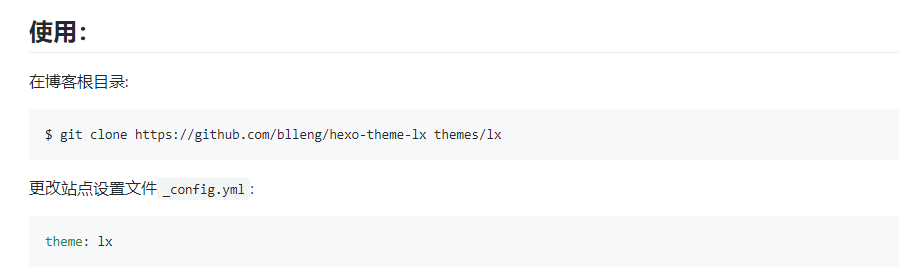 使用：
在博客根目录:
$ git clone https://github.com/blleng/hexo-theme-lx themes/lx
更改站点设置文件 _config.yml :
theme: lx